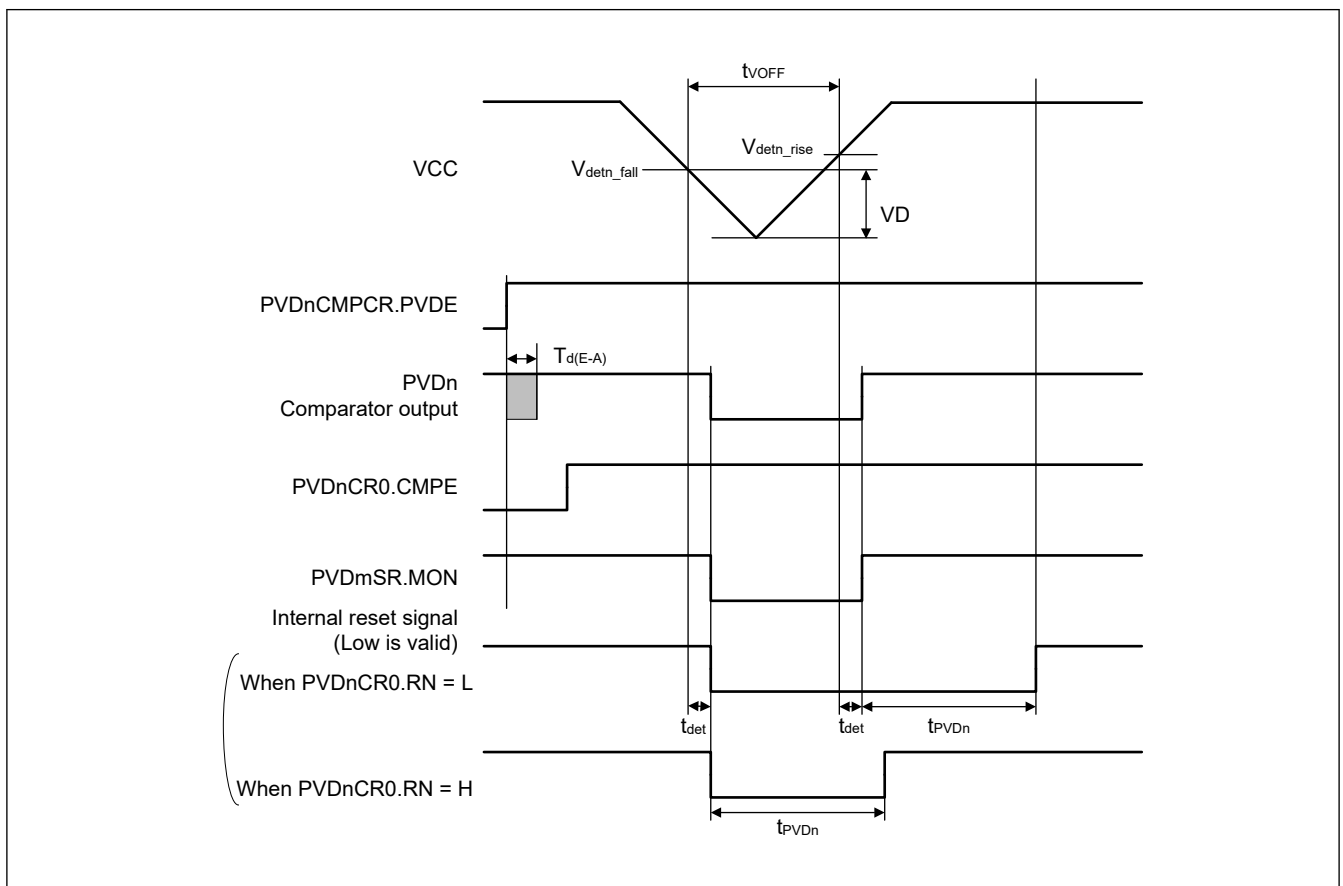 tVOFF
Vdetn_rise
VCC
Vdetn_fall
VD
PVDnCMPCR.PVDE
Td(E-A)
PVDn
Comparator output
PVDnCR0.CMPE
PVDmSR.MON
Internal reset signal
(Low is valid)
When PVDnCR0.RN = L
tdet
tdet
tPVDn
When PVDnCR0.RN = H
tPVDn